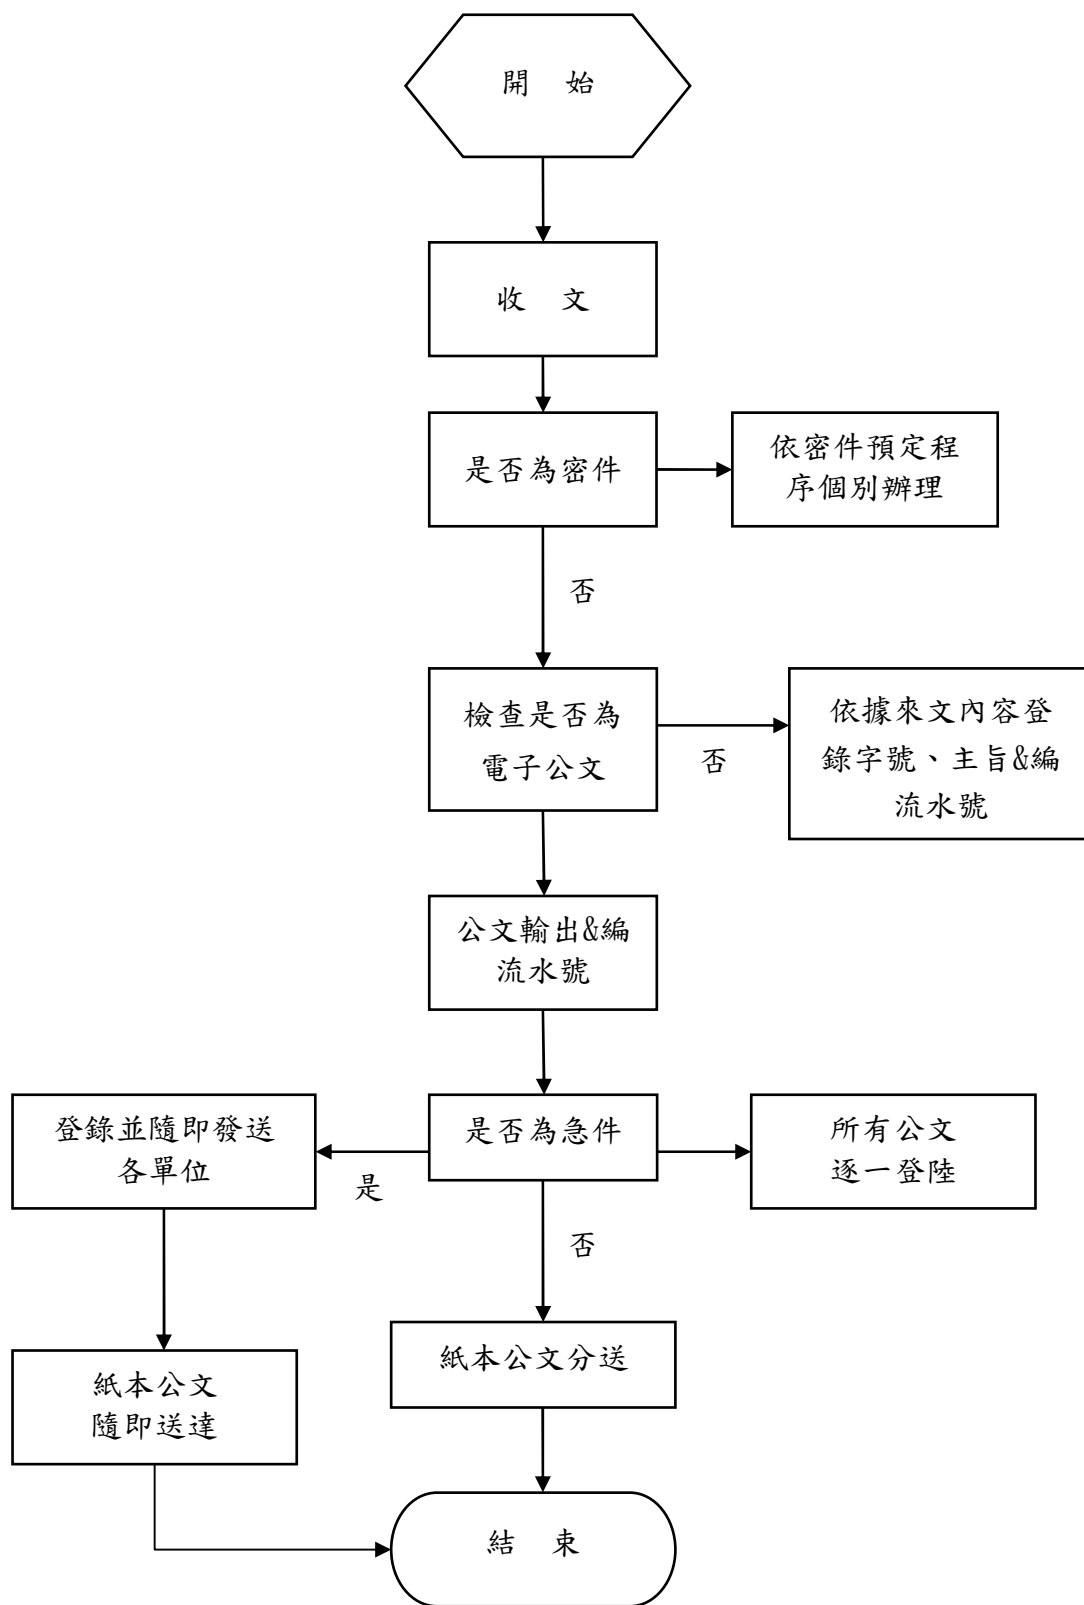 開 始
收 文
是否為密件
依密件預定程
序個別辦理
否
檢查是否為
電子公文
否
依據來文內容登
錄字號、主旨&編
流水號
公文輸出&編
流水號
登錄並隨即發送
各單位
是
是否為急件
所有公文
逐一登陸
否
紙本公文
隨即送達
紙本公文分送
結 束